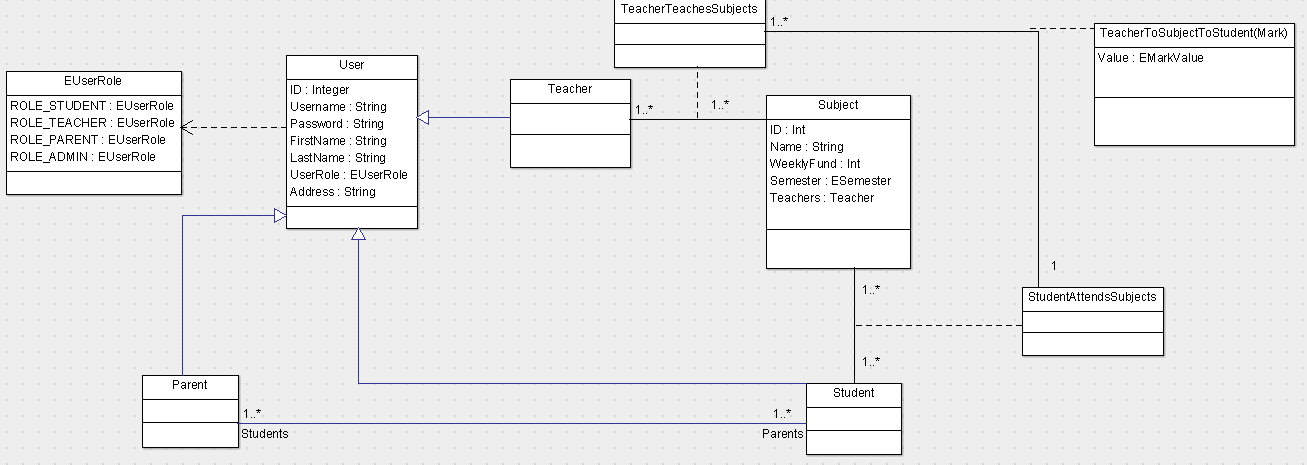 TeacherTeachesSubjects
1..*
TeacherToSubjectToStudent(Mark)
Value : EMarkValue
User
ID : Integer
Username : String
Password : String
FirstName : String
LastName : String
UserRole : EUserRole
Address : String
EUserRole
ROLE_STUDENT : EUserRole
ROLE_TEACHER : EUserRole
ROLE_PARENT : EUserRole
ROLE_ADMIN : EUserRole
Teacher
1..*
1..*
Subject
ID : Int
Name : String
WeeklyFund : Int
Semester : ESemester
Teachers : Teacher
1
1..*
StudentAttendsSubjects
1..*
Parent
1..*
Students
1..*
Parents
Student